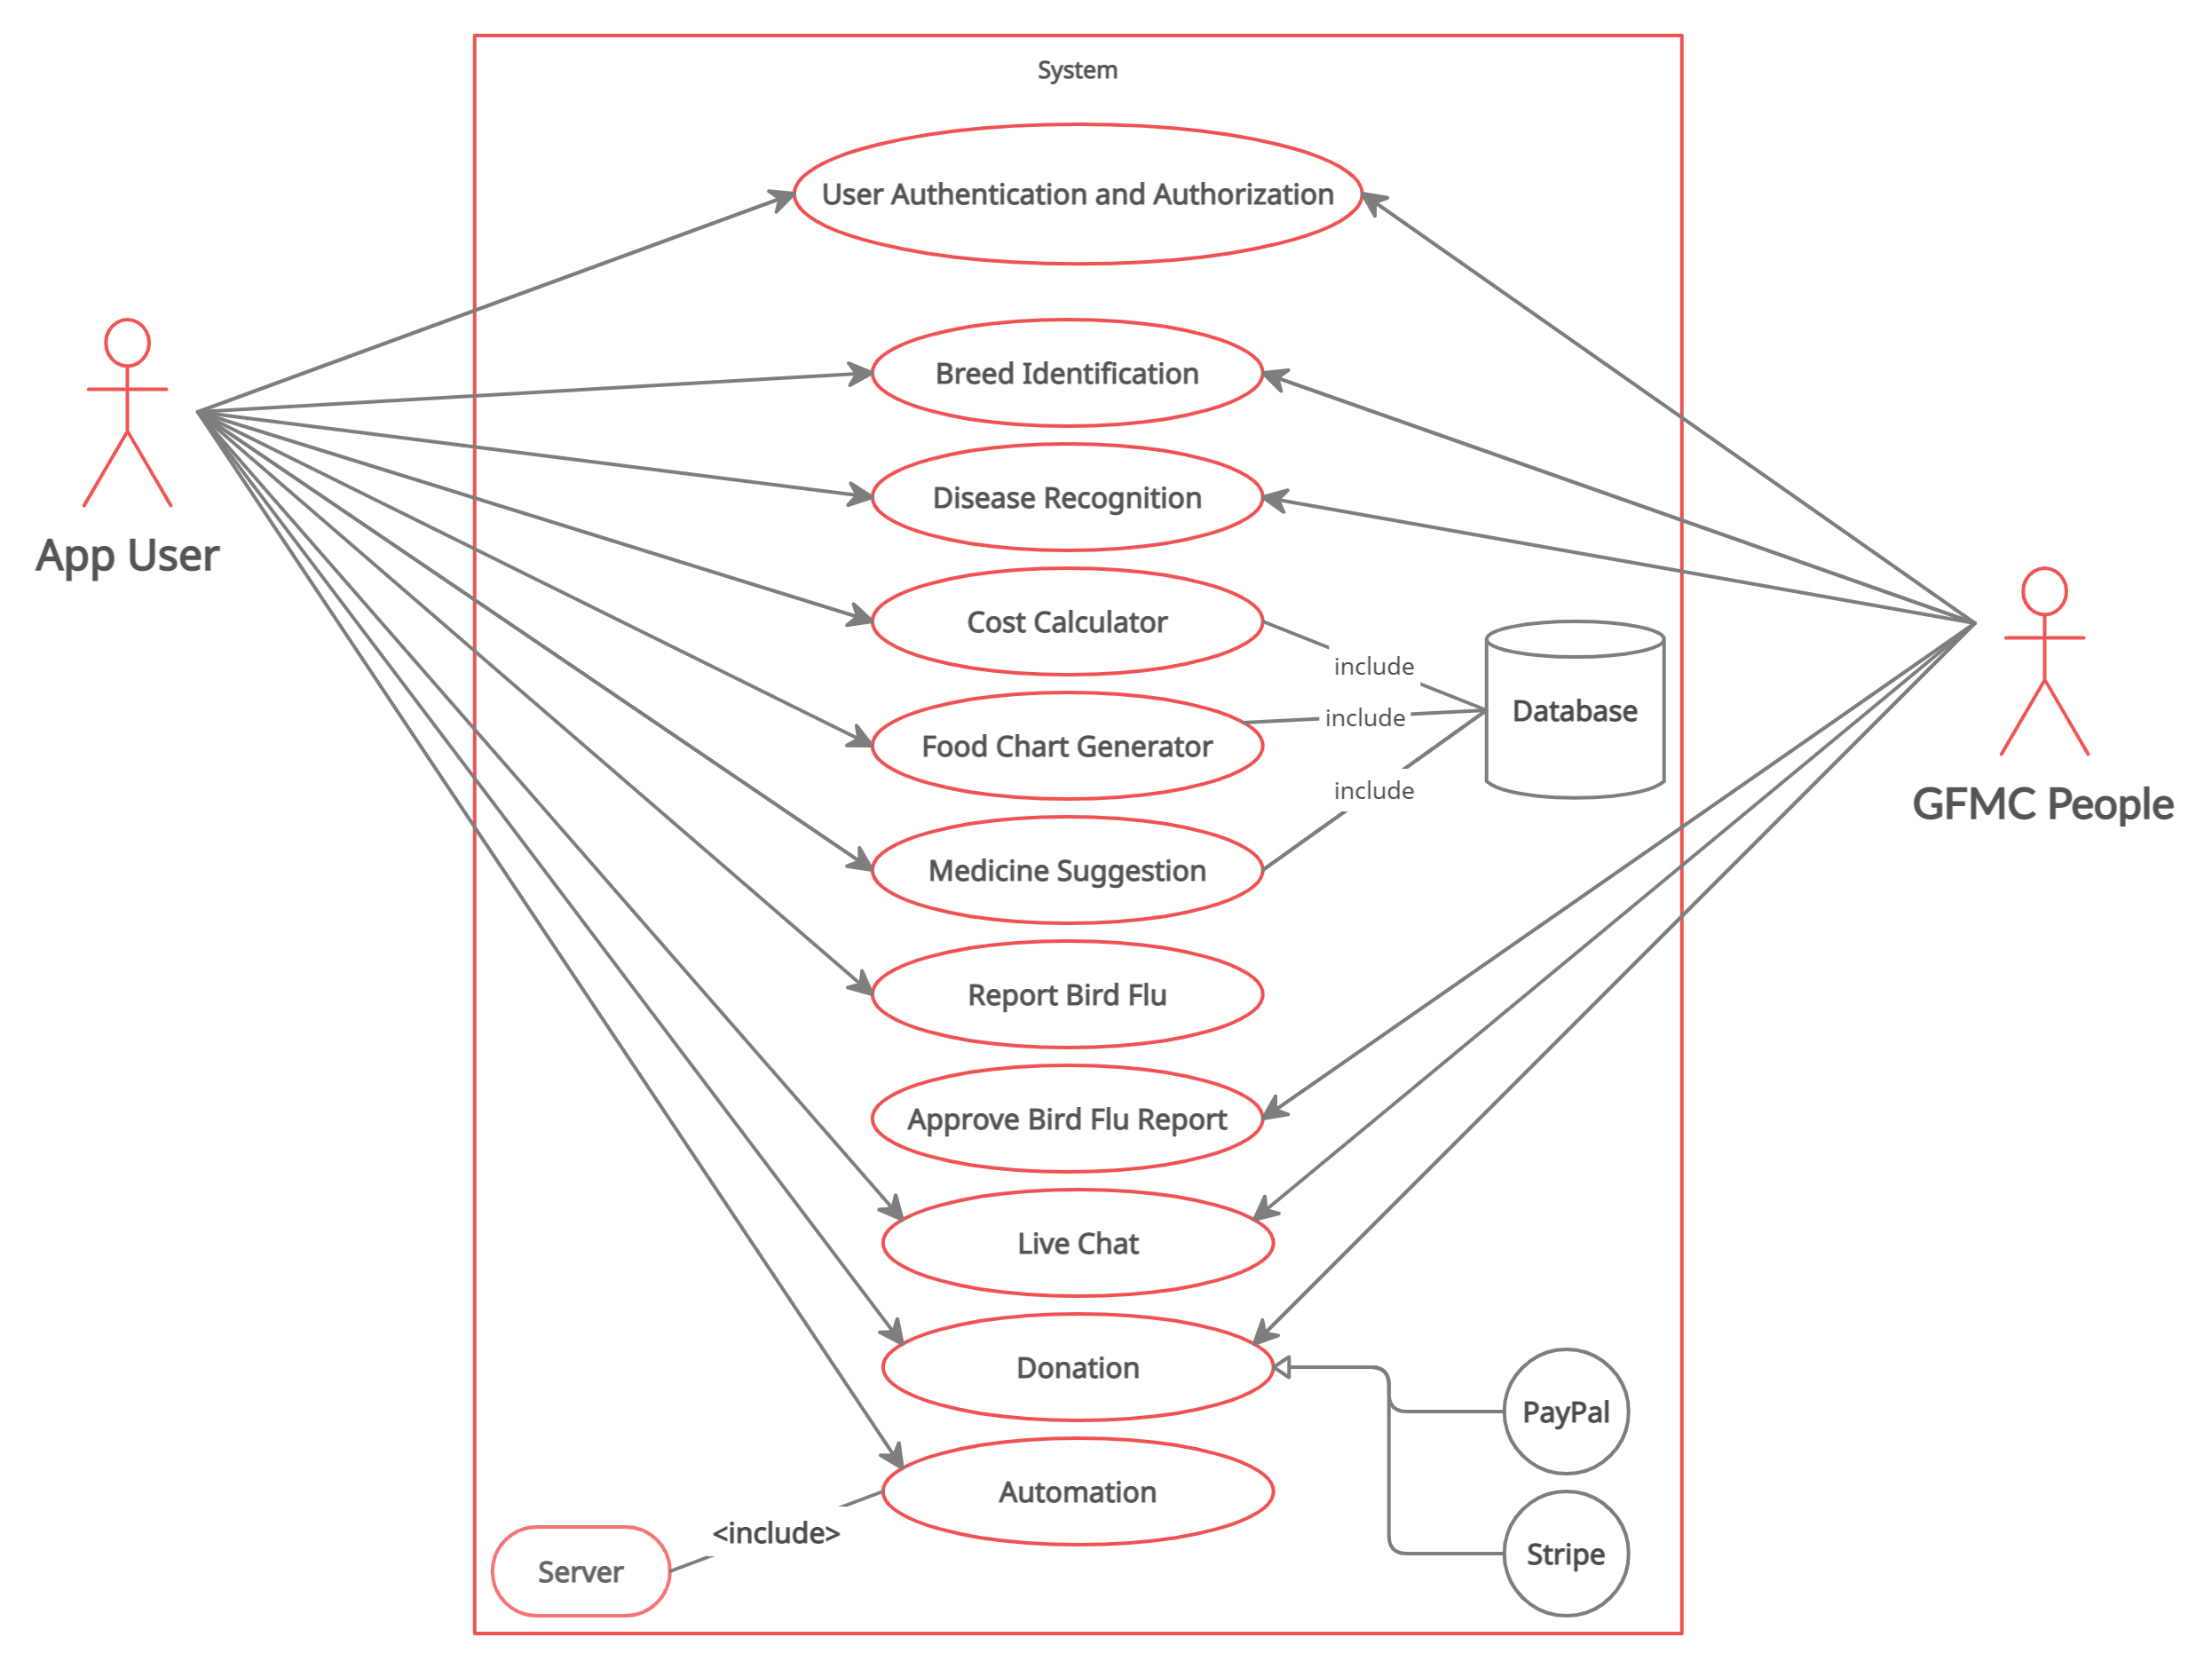 System
User Authentication and Authorization
Breed Identification
Disease Recognition
App User
Cost Calculator
include
Database
include
Food Chart Generator
include
GFMC People
Medicine Suggestion
Report Bird Flu
Approve Bird Flu Report
Live Chat
Donation
PayPal
Automation
<include>
Stripe
Server